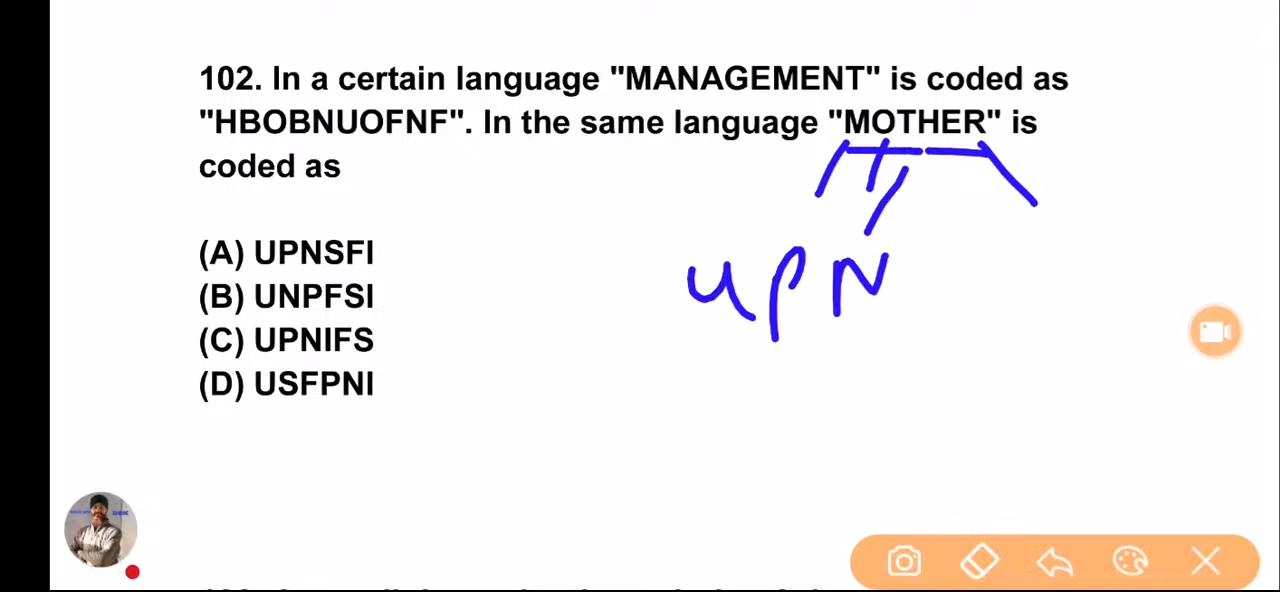 102. In a certain language "MANAGEMENT" is coded as
"HBOBNUOFNF". In the same language "MOTHER" is
coded as
(A) UPNSFI
(B) UNPFSI
(C) UPNIFS
(D) USFPNI
UPN